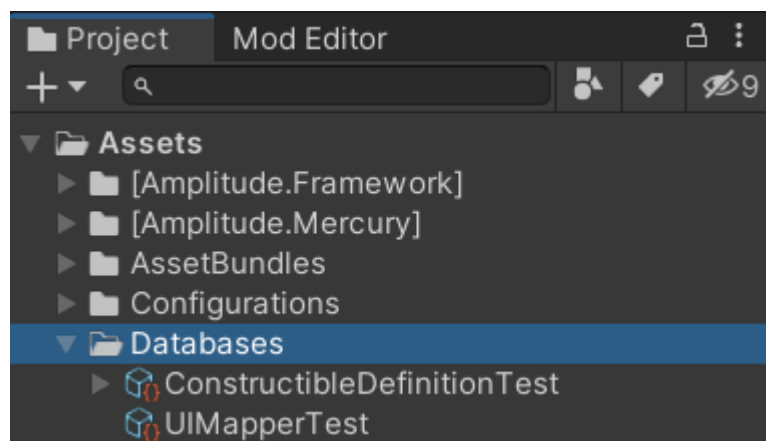 Project Mod Editor
9
Assets
[Amplitude.Framework]
[Amplitude.Mercury]
AssetBundles
Configurations
Databases
ConstructibleDefinitionTest
UIMapperTest